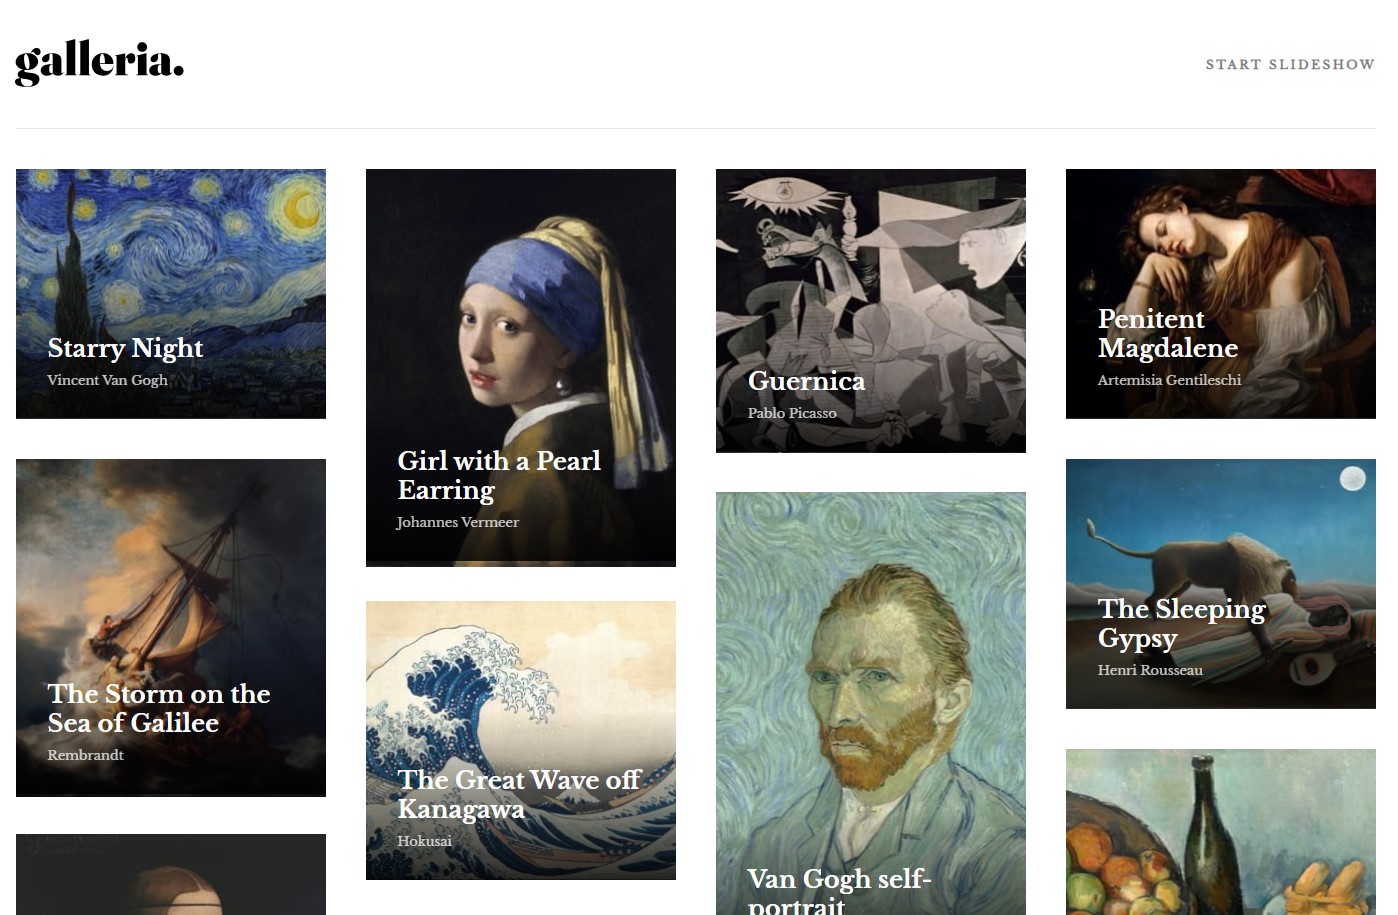 galleria.
START SLIDESHOW
Starry Night
Vincent Van Gogh
Girl with a Pearl
Earring
Johannes Vermeer
Guernica
Pablo Picasso
Penitent
Magdalene
Artemisia Gentileschi
The Storm on the
Sea of Galilee
Rembrandt
The Great Wave off
Kanagawa
Hokusai
Van Gogh self-
portrait
The Sleeping
Gypsy
Henri Rousseau